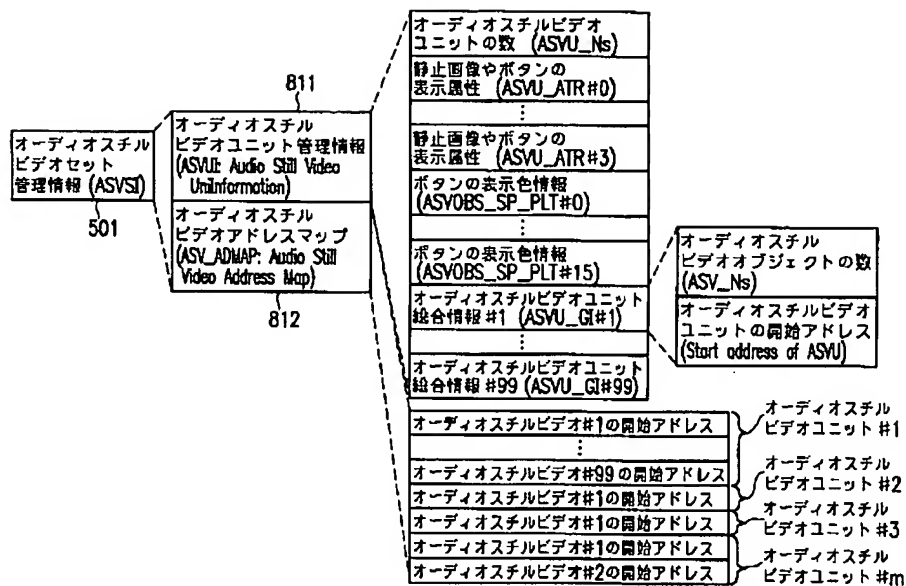 オーディオスチル
ビデオセット
管理情報 (ASVSI)
501
811
オーディオスチル
ビデオユニット管理情報
(ASVUI: Audio Still Video
UniInformation)
オーディオスチル
ビデオアドレスマップ
(ASV_ADMAP: Audio Still
Video Address Map)
812
オーディオスチルビデオ
ユニットの数 (ASVU_Ns)
静止画像やボタンの
表示属性 (ASVU_ATR#0)
⋮
静止画像やボタンの
表示属性 (ASVU_ATR#3)
ボタンの表示色情報
(ASVOBS_SP_PLT#0)
⋮
ボタンの表示色情報
(ASVOBS_SP_PLT#15)
オーディオスチルビデオユニット
総合情報 #1 (ASVU_GI#1)
⋮
オーディオスチルビデオユニット
総合情報 #99 (ASVU_GI#99)
オーディオスチル
ビデオオブジェクトの数
(ASV_Ns)
オーディオスチルビデオ
ユニットの開始アドレス
(Start address of ASVU)
オーディオスチルビデオ#1の開始アドレス
⋮
オーディオスチルビデオ#99の開始アドレス
オーディオスチルビデオ#1の開始アドレス
オーディオスチルビデオ#1の開始アドレス
オーディオスチルビデオ#1の開始アドレス
オーディオスチルビデオ#2の開始アドレス
オーディオスチル
ビデオユニット#1
オーディオスチル
ビデオユニット#2
オーディオスチル
ビデオユニット#3
オーディオスチル
ビデオユニット#m